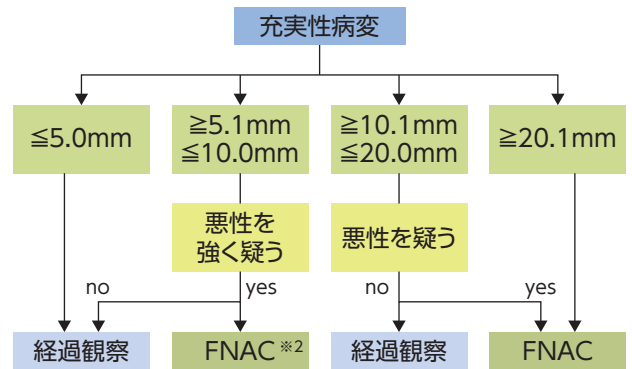 充実性病変
≦5.0mm
≧5.1mm
≦10.0mm
≧10.1mm
≦20.0mm
≧20.1mm
悪性を
強く疑う
悪性を疑う
no
yes
no
yes
経過観察
FNAC※2
経過観察
FNAC